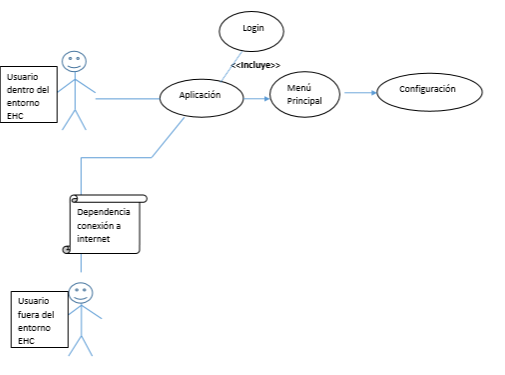 Login
<<Incluye>>
Usuario
dentro del
entorno
EHC
Aplicación
Menú
Principal
Configuración
Dependencia
conexión a
internet
Usuario
fuera del
entorno
EHC